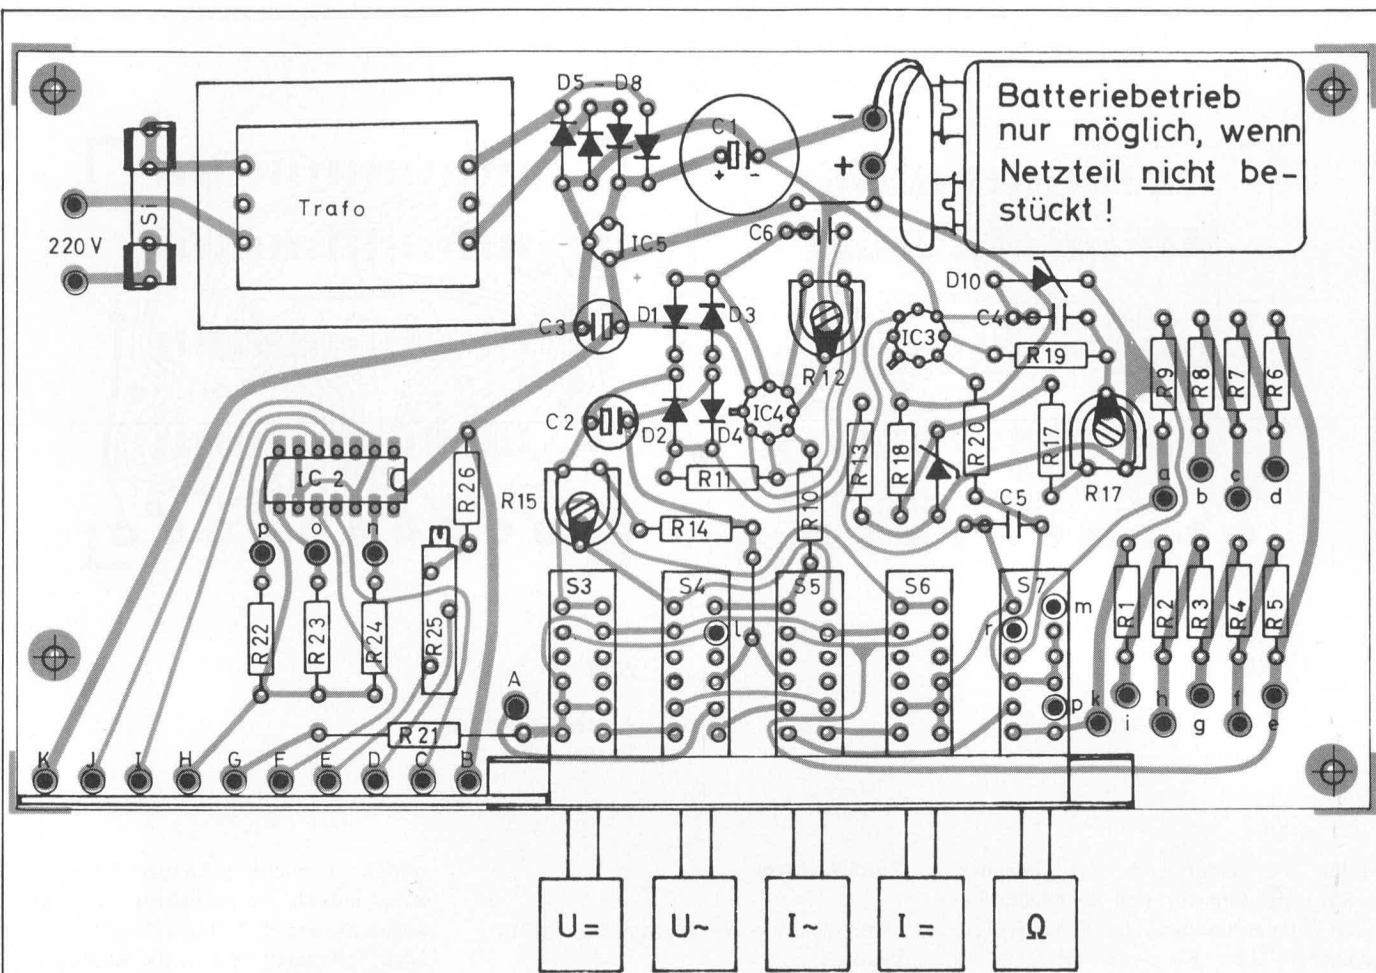 D5 D8
C1
+ -
-
+
Batteriebetrieb
nur möglich, wenn
Netzteil nicht be-
stückt !
Si
Trafo
220 V
IC5
C6
D10
C3
D1
D3
C4
IC3
R19
R12
R9
R8
R7
R6
C2
D2
D4
IC4
R13
R18
R20
R17
R11
R15
R14
R10
C5
R17
a
b
c
d
IC 2
R26
p
o
n
R22
R23
R24
R25
S3
S4
S5
S6
S7
l
r
m
p
R1
R2
R3
R4
R5
k
i
h
g
f
e
A
R21
K
J
I
H
G
F
E
D
C
B
U=
U~
I~
I=
Ω